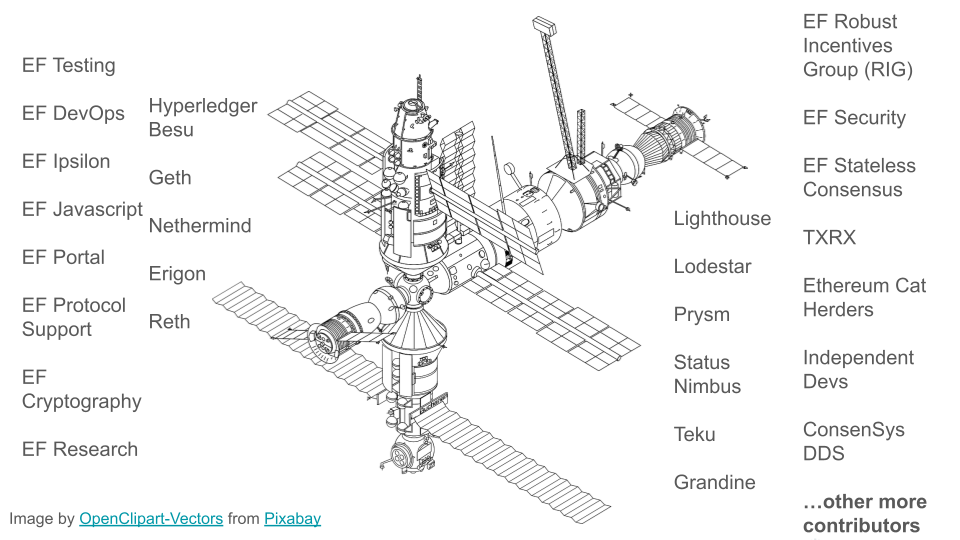 EF Testing
EF DevOps
EF Ipsilon
EF Javascript
EF Portal
EF Protocol
Support
EF
Cryptography
EF Research
Hyperledger
Besu
Geth
Nethermind
Erigon
Reth
Lighthouse
Lodestar
Prysm
Status
Nimbus
Teku
Grandine
EF Robust
Incentives
Group (RIG)
EF Security
EF Stateless
Consensus
TXRX
Ethereum Cat
Herders
Independent
Devs
ConsenSys
DDS
…other more
contributors
Image by OpenClipart-Vectors from Pixabay